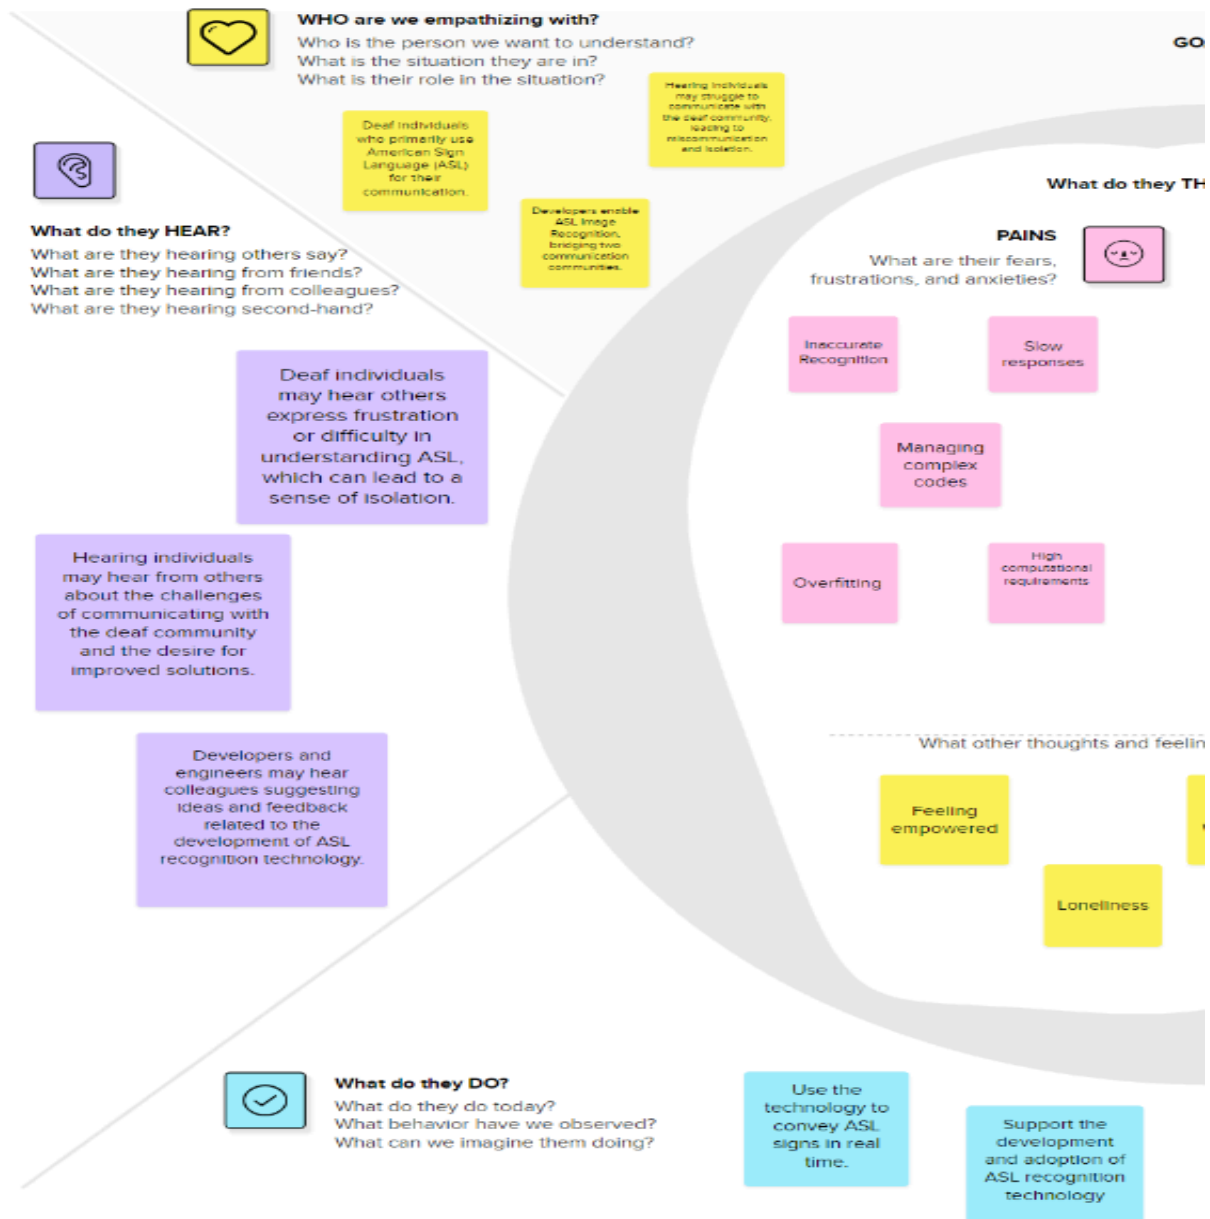 WHO are we empathizing with?
Who is the person we want to understand?
What is the situation they are in?
What is their role in the situation?
GO
Deaf individuals
who primarily use
American Sign
Language (ASL)
for their
communication.
Hearing individuals
may struggle to
communicate with
the deaf community,
leading to
miscommunication
and isolation.
Developers enable
ASL Image
Recognition,
bridging two
communication
communities.
What do they HEAR?
What are they hearing others say?
What are they hearing from friends?
What are they hearing from colleagues?
What are they hearing second-hand?
Deaf individuals
may hear others
express frustration
or difficulty in
understanding ASL,
which can lead to a
sense of isolation.
Hearing individuals
may hear from others
about the challenges
of communicating with
the deaf community
and the desire for
improved solutions.
Developers and
engineers may hear
colleagues suggesting
ideas and feedback
related to the
development of ASL
recognition technology.
What do they TH
PAINS
What are their fears,
frustrations, and anxieties?
Inaccurate
Recognition
Slow
responses
Managing
complex
codes
Overfitting
High
computational
requirements
What other thoughts and feelin
Feeling
empowered
Loneliness
What do they DO?
What do they do today?
What behavior have we observed?
What can we imagine them doing?
Use the
technology to
convey ASL
signs in real
time.
Support the
development
and adoption of
ASL recognition
technology